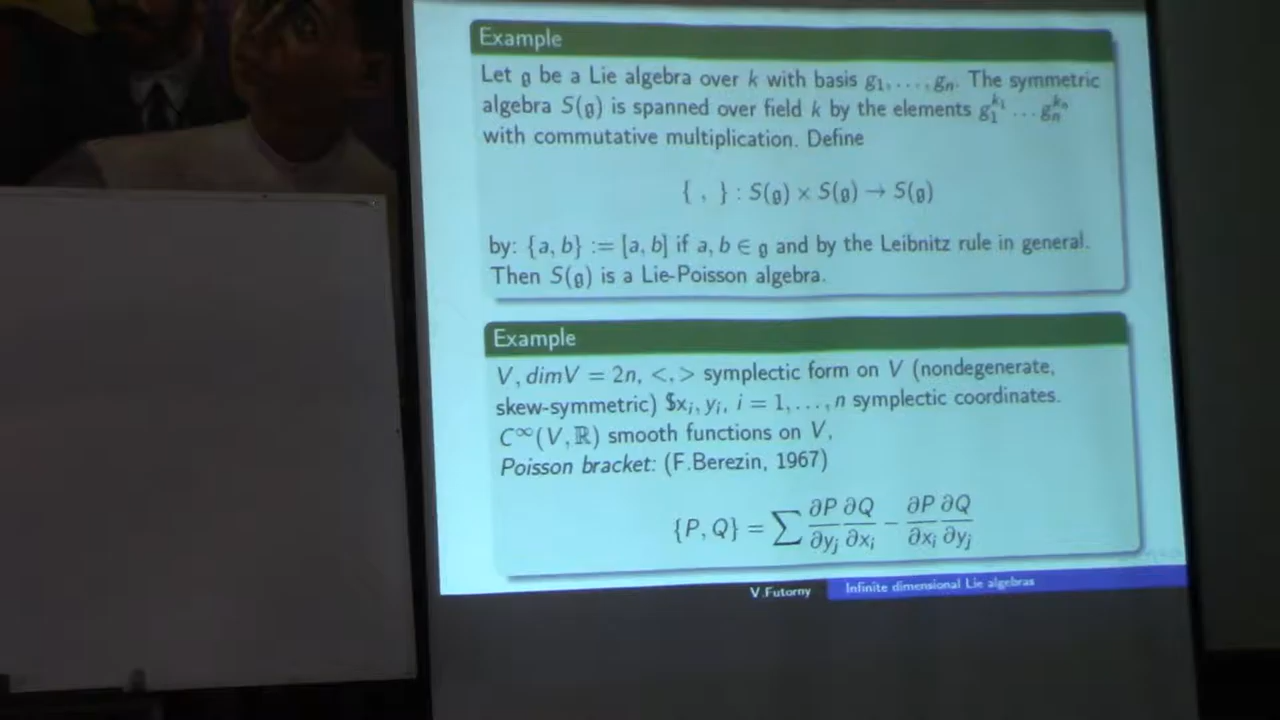 Example
Let 𝔤 be a Lie algebra over k with basis g₁, . . . , gₙ. The symmetric
algebra S(𝔤) is spanned over field k by the elements g₁^{k₁} . . . gₙ^{kₙ}
with commutative multiplication. Define
{ , } : S(𝔤) × S(𝔤) → S(𝔤)
by: {a, b} := [a, b] if a, b ∈ 𝔤 and by the Leibnitz rule in general.
Then S(𝔤) is a Lie-Poisson algebra.
Example
V, dimV = 2n, <,> symplectic form on V (nondegenerate,
skew-symmetric) $xᵢ, yᵢ, i = 1, . . . , n symplectic coordinates.
C^∞(V, ℝ) smooth functions on V,
Poisson bracket: (F.Berezin, 1967)
{P, Q} = ∑ ∂P/∂yⱼ ∂Q/∂xᵢ − ∂P/∂xᵢ ∂Q/∂yⱼ
V.Futorny Infinite dimensional Lie algebras